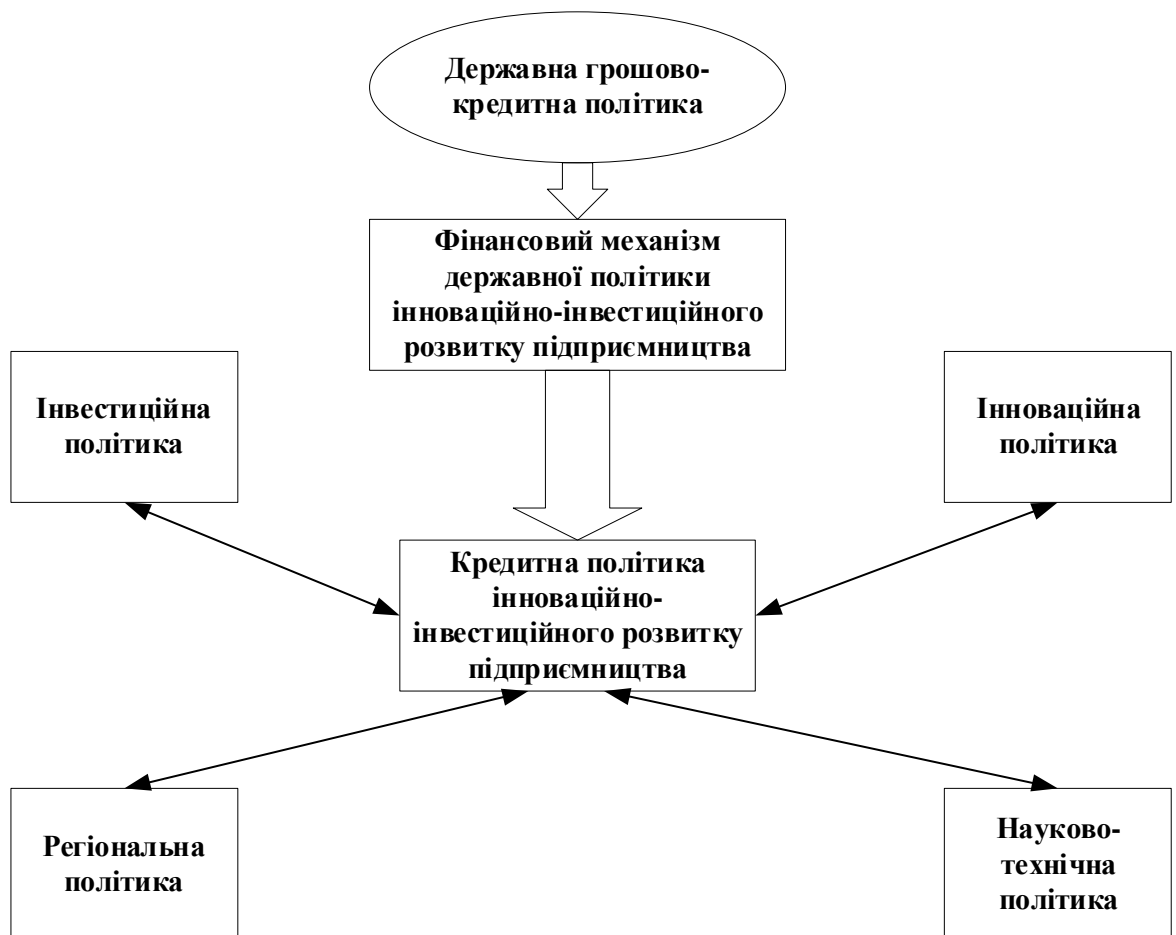 Державна грошово-
кредитна політика
Фінансовий механізм
державної політики
інноваційно-інвестиційного
розвитку підприємництва
Інвестиційна
політика
Інноваційна
політика
Кредитна політика
інноваційно-
інвестиційного розвитку
підприємництва
Регіональна
політика
Науково-
технічна
політика